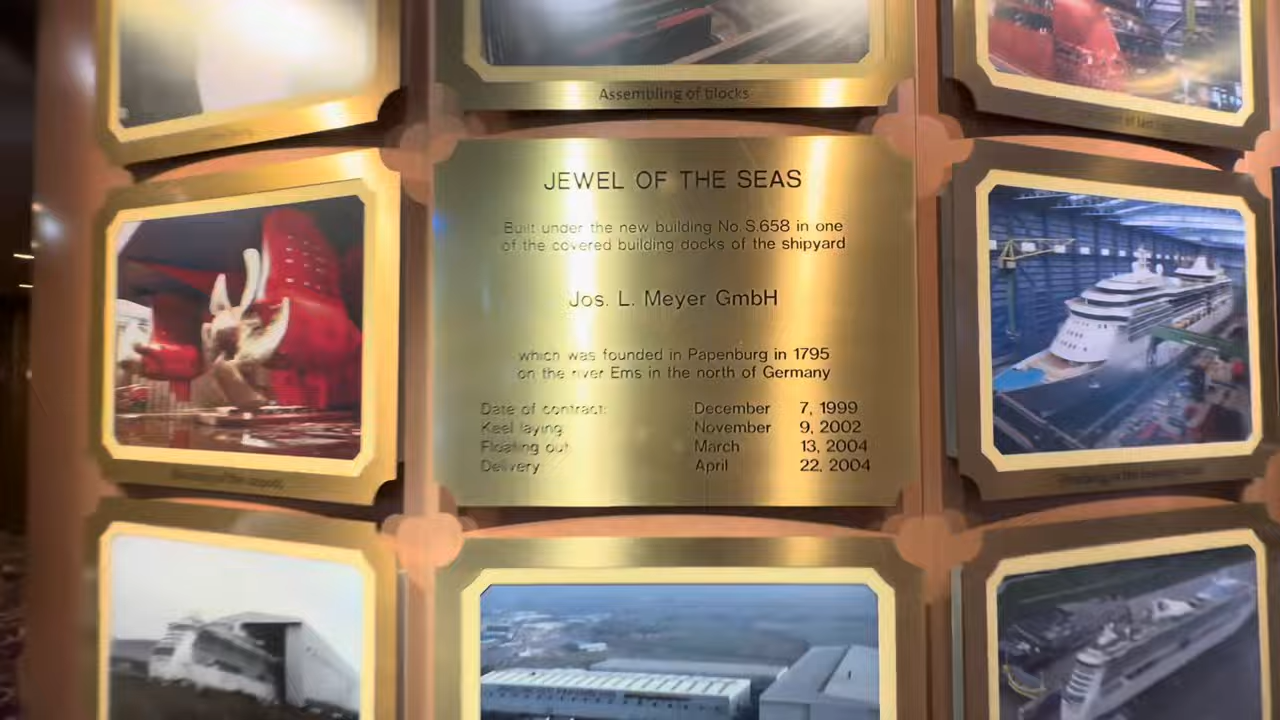 Assembling of blocks
JEWEL OF THE SEAS
Built under the new building No. S.658 in one
of the covered building docks of the shipyard
Jos. L. Meyer GmbH
which was founded in Papenburg in 1795
on the river Ems in the north of Germany
Date of contract: December 7, 1999
Keel laying November 9, 2002
Floating out March 13, 2004
Delivery April 22, 2004